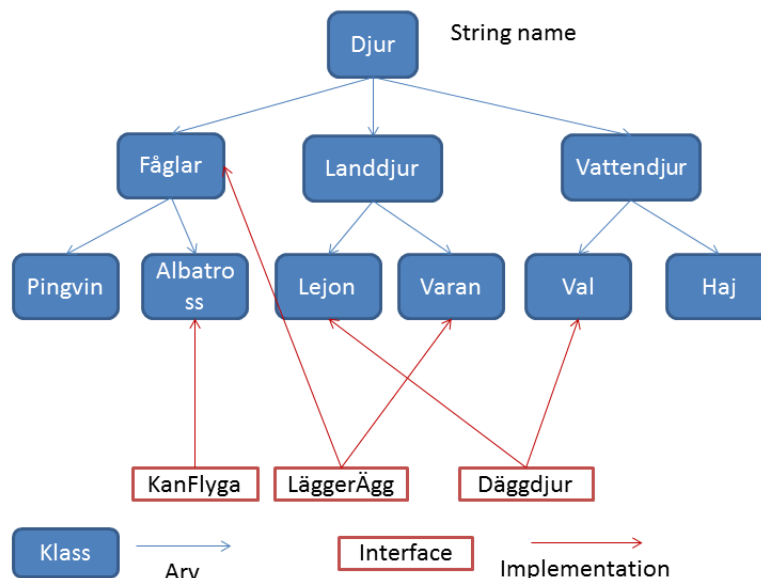 Djur
String name
Fåglar
Landdjur
Vattendjur
Pingvin
Albatro
ss
Lejon
Varan
Val
Haj
KanFlyga
LäggerÄgg
Däggdjur
Klass
Arv
Interface
Implementation